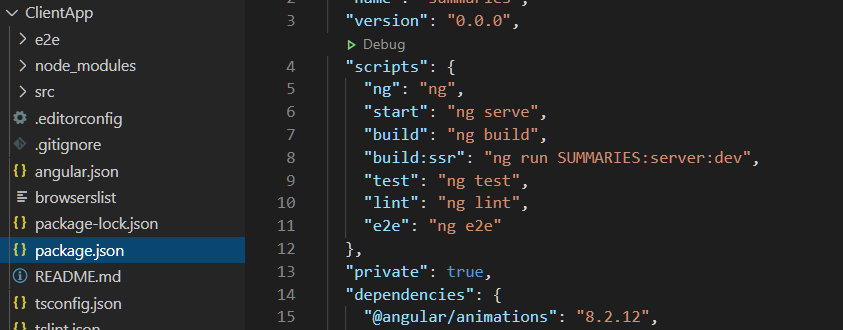 ClientApp
e2e
node_modules
src
.editorconfig
.gitignore
angular.json
browserslist
package-lock.json
package.json
README.md
tsconfig.json
tslint.json
2 "name": "Summaries",
3 "version": "0.0.0",
Debug
4 "scripts": {
5 "ng": "ng",
6 "start": "ng serve",
7 "build": "ng build",
8 "build:ssr": "ng run SUMMARIES:server:dev",
9 "test": "ng test",
10 "lint": "ng lint",
11 "e2e": "ng e2e"
12 },
13 "private": true,
14 "dependencies": {
15 "@angular/animations": "8.2.12",